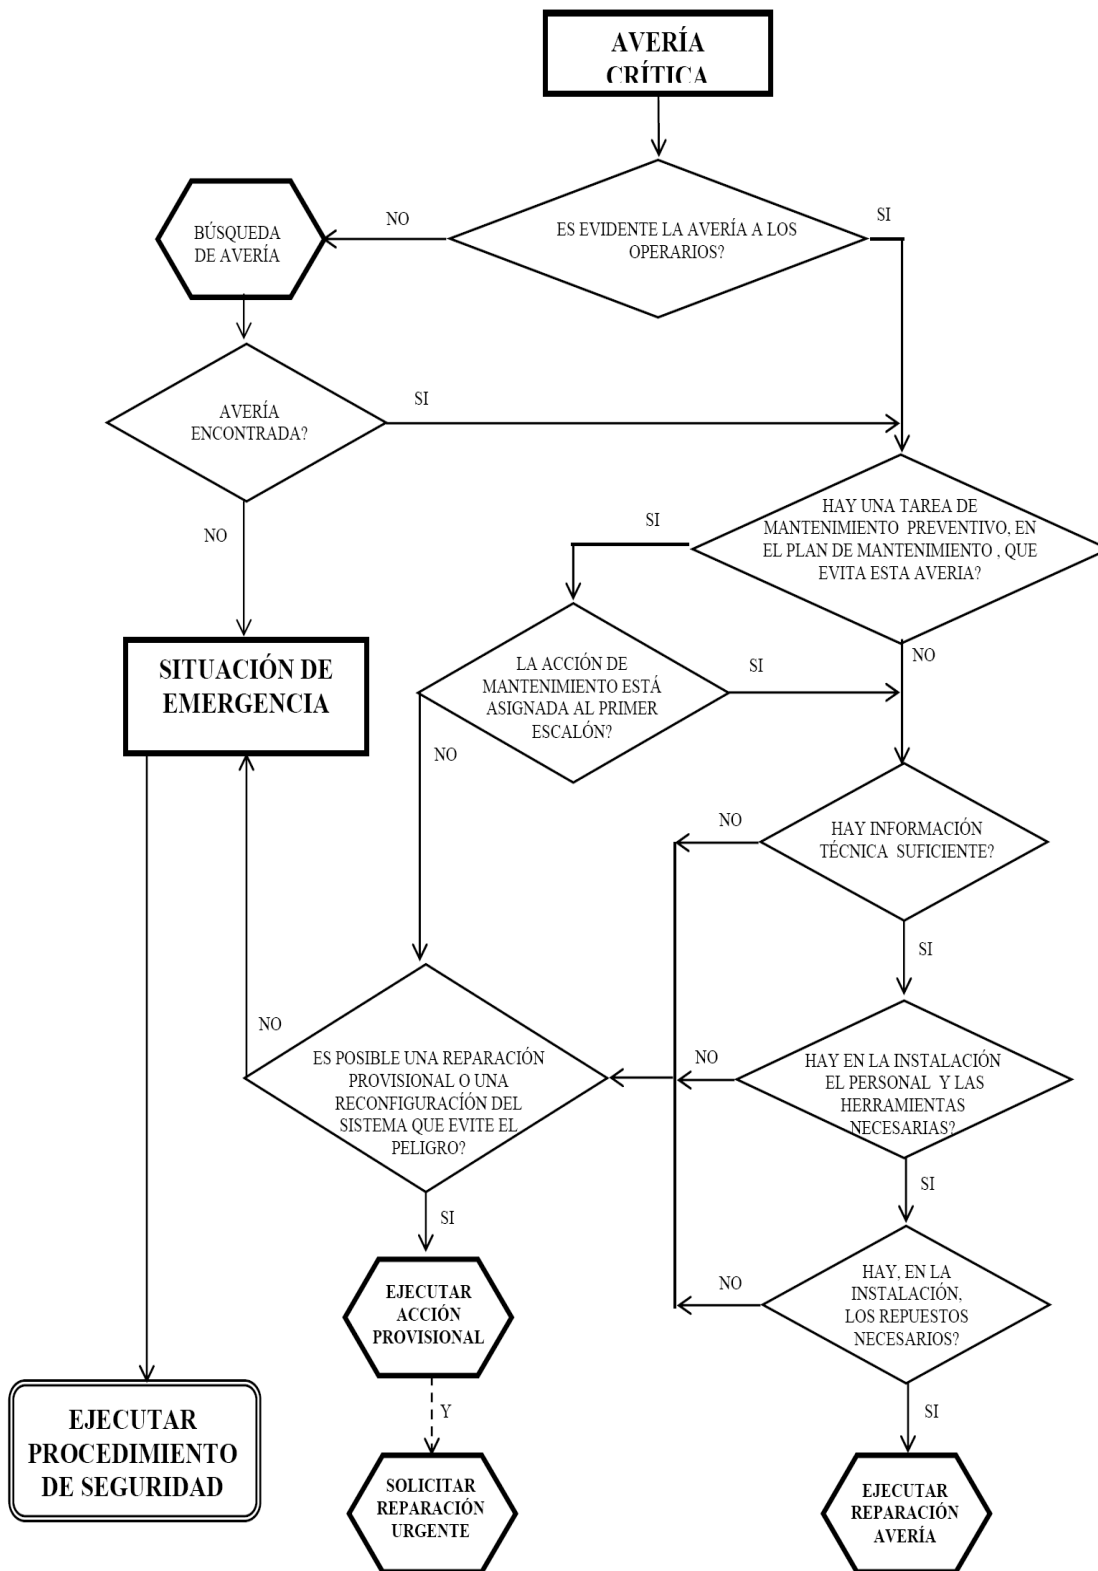 AVERÍA
CRÍTICA
ES EVIDENTE LA AVERÍA A LOS
OPERARIOS?
NO
SI
BÚSQUEDA
DE AVERÍA
AVERÍA
ENCONTRADA?
SI
NO
HAY UNA TAREA DE
MANTENIMIENTO PREVENTIVO, EN
EL PLAN DE MANTENIMIENTO , QUE
EVITA ESTA AVERIA?
SI
NO
LA ACCIÓN DE
MANTENIMIENTO ESTÁ
ASIGNADA AL PRIMER
ESCALÓN?
SI
NO
SITUACIÓN DE
EMERGENCIA
HAY INFORMACIÓN
TÉCNICA SUFICIENTE?
NO
SI
HAY EN LA INSTALACIÓN
EL PERSONAL Y LAS
HERRAMIENTAS
NECESARIAS?
NO
SI
ES POSIBLE UNA REPARACIÓN
PROVISIONAL O UNA
RECONFIGURACÍÓN DEL
SISTEMA QUE EVITE EL
PELIGRO?
NO
SI
HAY, EN LA
INSTALACIÓN,
LOS REPUESTOS
NECESARIOS?
NO
SI
EJECUTAR
ACCIÓN
PROVISIONAL
Y
SOLICITAR
REPARACIÓN
URGENTE
EJECUTAR
PROCEDIMIENTO
DE SEGURIDAD
EJECUTAR
REPARACIÓN
AVERÍA